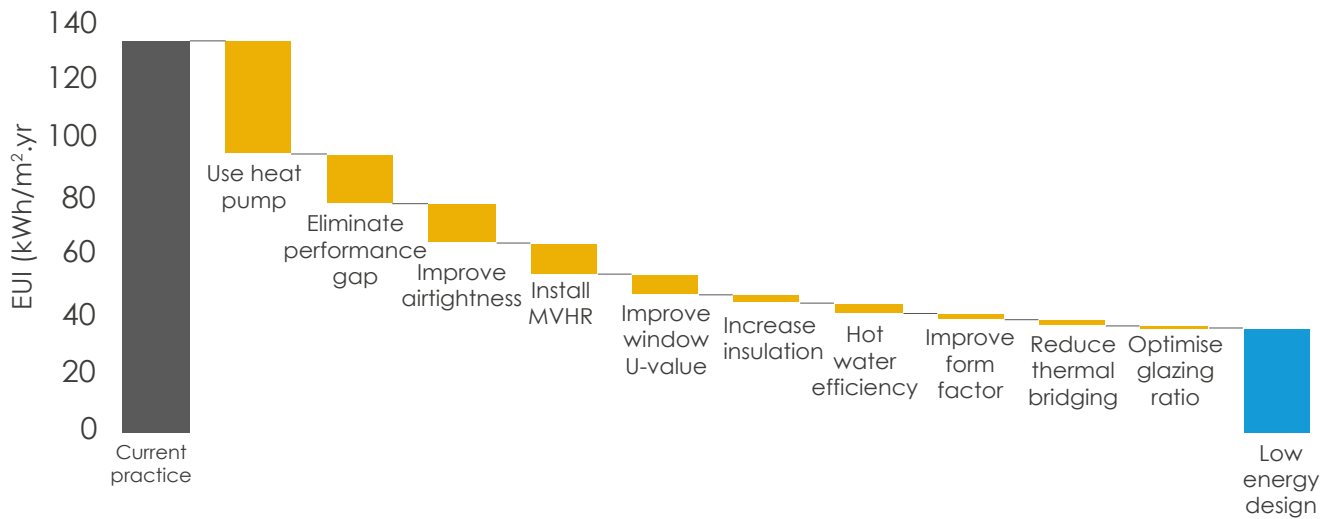 140
120
100
80
60
40
20
0
EUI (kWh/m².yr)
Current
practice
Use heat
pump
Eliminate
performance
gap
Improve
airtightness
Install
MVHR
Improve
window
U-value
Increase
insulation
Hot
water
efficiency
Improve
form
factor
Reduce
thermal
bridging
Optimise
glazing
ratio
Low
energy
design